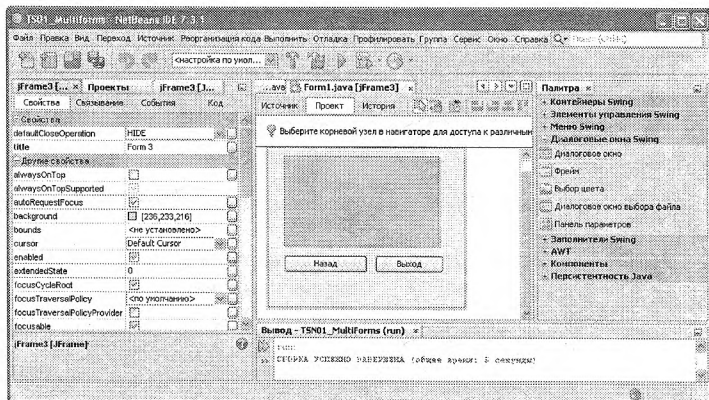 TS01_Multiforms - NetBeans IDE 7.3.1
Файл Правка Вид Переход Источник Реорганизация кода Выполнить Отладка Профилировать Группа Сервис Окно Справка
<настройка по умол...
jFrame3 [... × Проекты jFrame3 [J...
Свойства Связывание События Код
Свойства
defaultCloseOperation HIDE
title Form 3
Другие свойства
alwaysOnTop
alwaysOnTopSupported
autoRequestFocus
background [236,233,216]
bounds <не установлено>
cursor Default Cursor
enabled
extendedState 0
focusCycleRoot
focusTraversalPolicy <по умолчанию>
focusTraversalPolicyProvider
focusable
jFrame3 [JFrame]
...ava Form1.java [jFrame3] ×
Источник Проект История
Выберите корневой узел в навигаторе для доступа к различным
Назад Выход
Вывод - TSN01_MultiForms (run) ×
run:
СБОРКА УСПЕШНО ЗАВЕРШЕНА (общее время: 5 секунды)
Палитра ×
+ Контейнеры Swing
+ Элементы управления Swing
+ Меню Swing
- Диалоговые окна Swing
Диалоговое окно
Фрейм
Выбор цвета
Диалоговое окно выбора файла
Панель параметров
+ Заполнители Swing
+ AWT
+ Компоненты
+ Персистентность Java